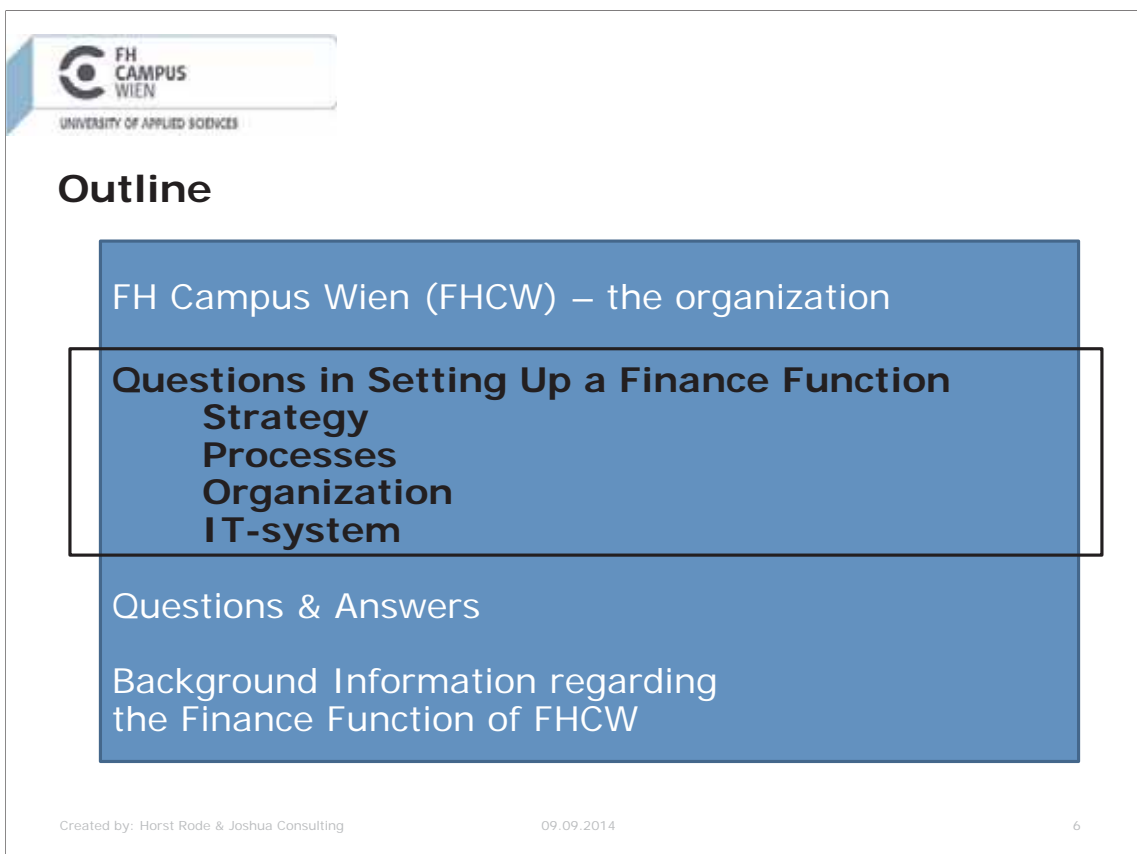 FH
CAMPUS
WIEN
UNIVERSITY OF APPLIED SCIENCES
Outline
FH Campus Wien (FHCW) – the organization
Questions in Setting Up a Finance Function
Strategy
Processes
Organization
IT-system
Questions & Answers
Background Information regarding
the Finance Function of FHCW
Created by: Horst Rode & Joshua Consulting 09.09.2014 6